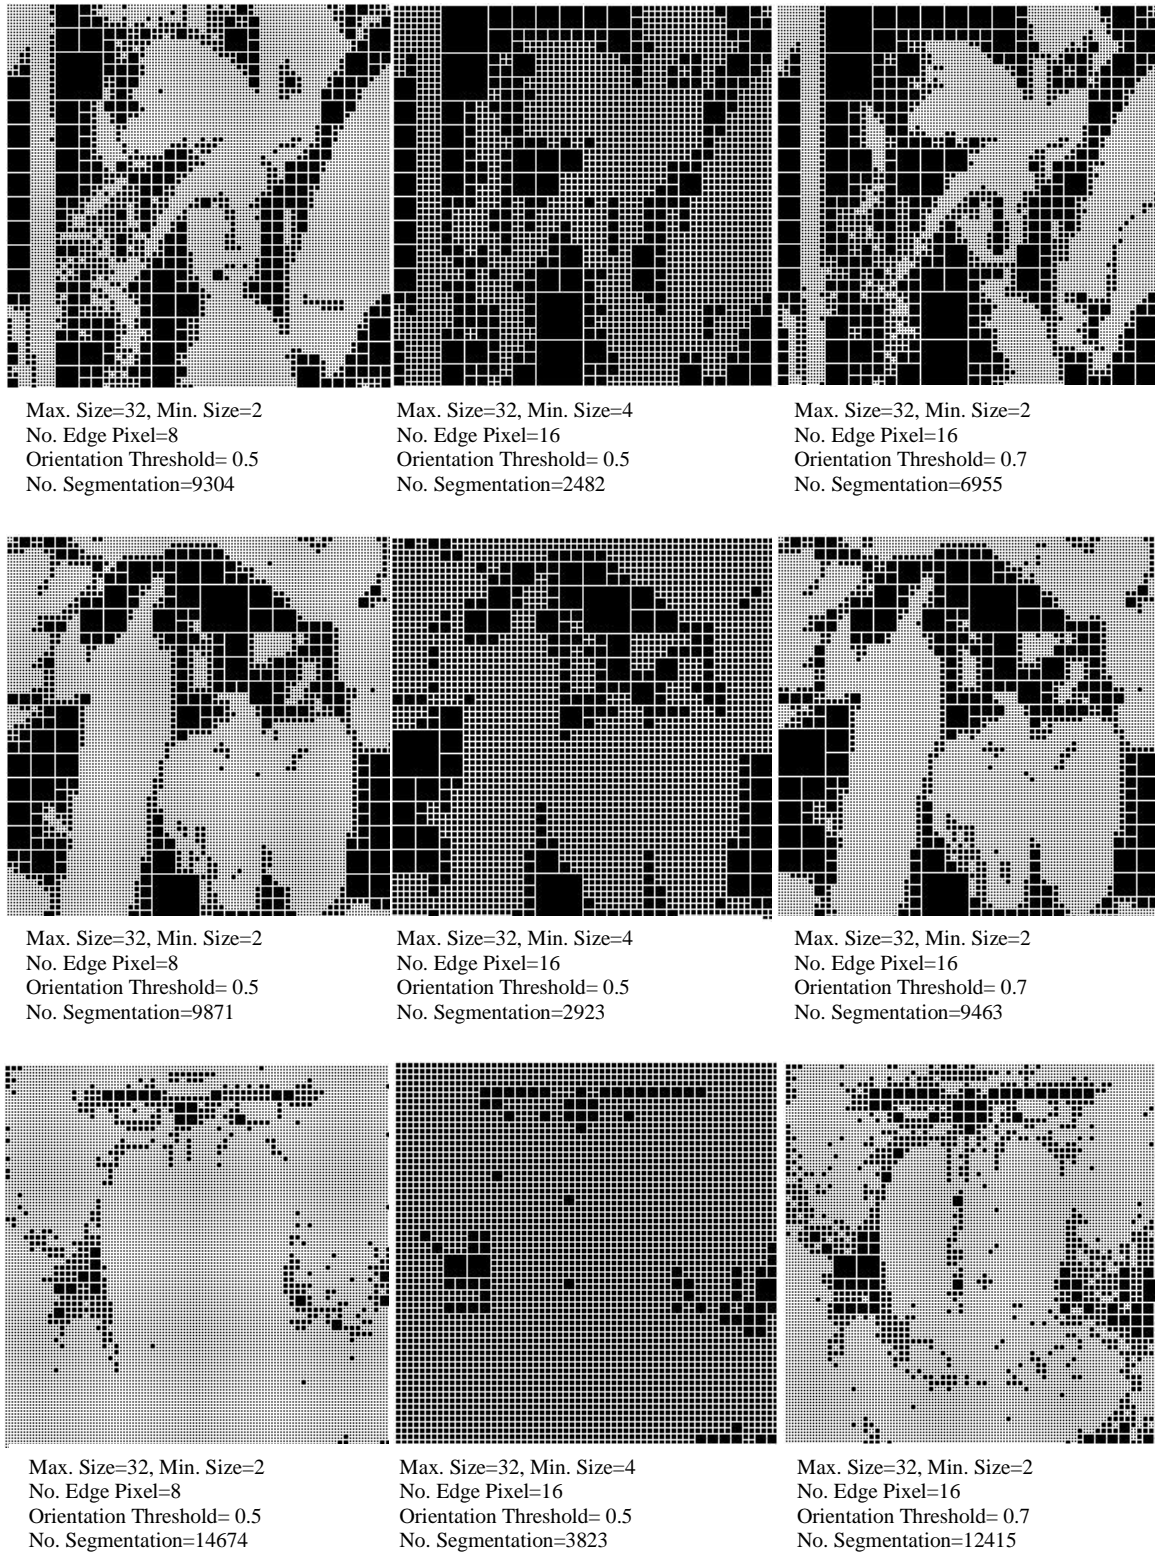 Max. Size=32, Min. Size=2
No. Edge Pixel=8
Orientation Threshold= 0.5
No. Segmentation=9304
Max. Size=32, Min. Size=4
No. Edge Pixel=16
Orientation Threshold= 0.5
No. Segmentation=2482
Max. Size=32, Min. Size=2
No. Edge Pixel=16
Orientation Threshold= 0.7
No. Segmentation=6955
Max. Size=32, Min. Size=2
No. Edge Pixel=8
Orientation Threshold= 0.5
No. Segmentation=9871
Max. Size=32, Min. Size=4
No. Edge Pixel=16
Orientation Threshold= 0.5
No. Segmentation=2923
Max. Size=32, Min. Size=2
No. Edge Pixel=16
Orientation Threshold= 0.7
No. Segmentation=9463
Max. Size=32, Min. Size=2
No. Edge Pixel=8
Orientation Threshold= 0.5
No. Segmentation=14674
Max. Size=32, Min. Size=4
No. Edge Pixel=16
Orientation Threshold= 0.5
No. Segmentation=3823
Max. Size=32, Min. Size=2
No. Edge Pixel=16
Orientation Threshold= 0.7
No. Segmentation=12415